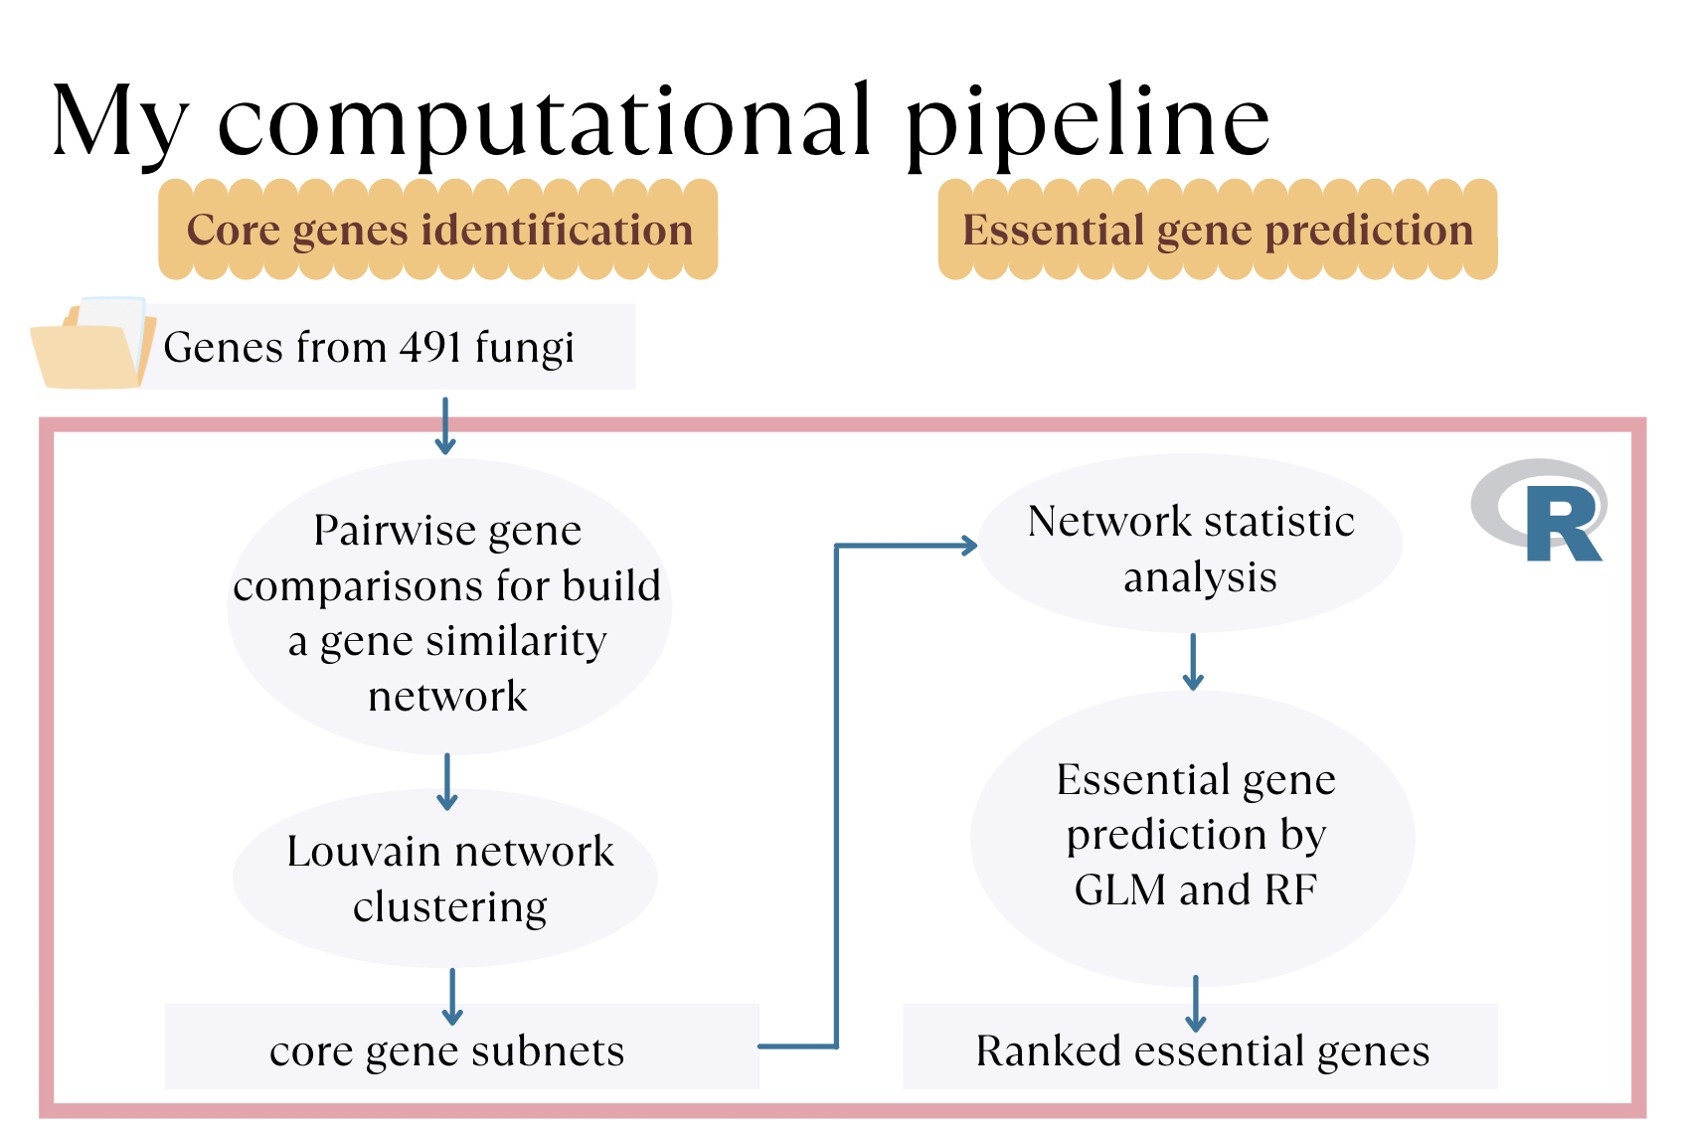 My computational pipeline
Core genes identification
Essential gene prediction
Genes from 491 fungi
Pairwise gene
comparisons for build
a gene similarity
network
Louvain network
clustering
core gene subnets
Network statistic
analysis
R
Essential gene
prediction by
GLM and RF
Ranked essential genes